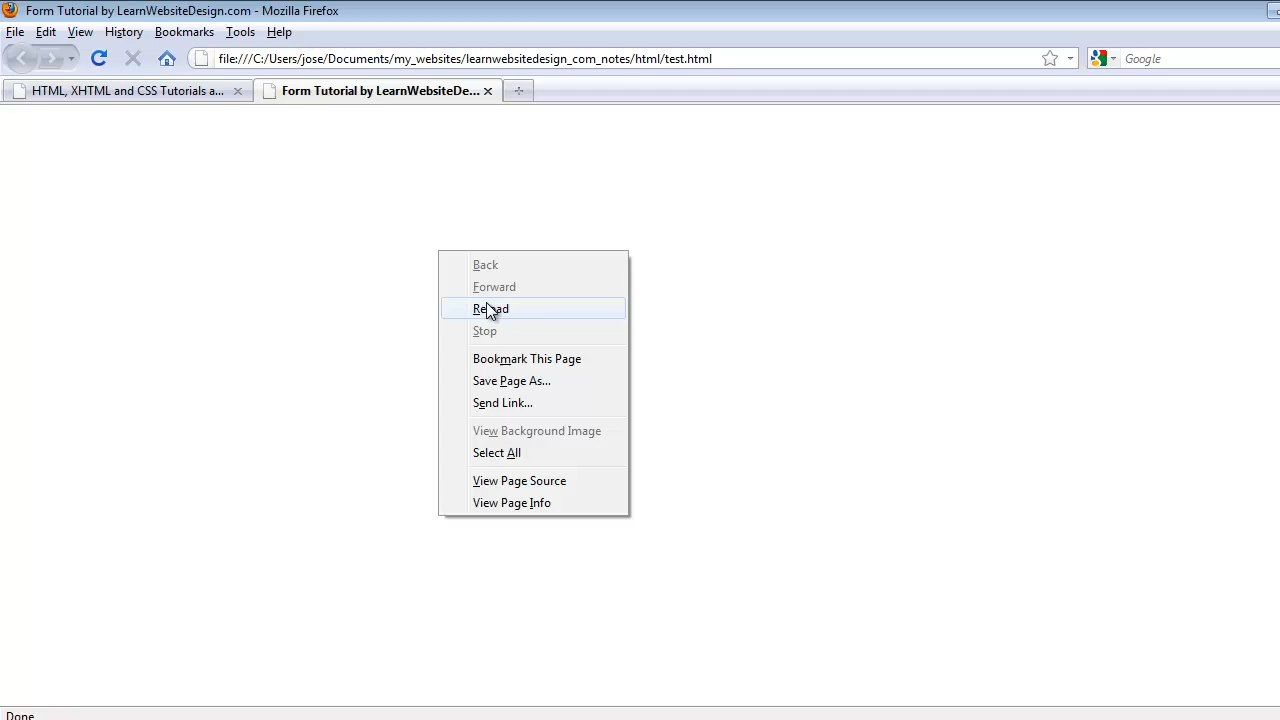 Form Tutorial by LearnWebsiteDesign.com - Mozilla Firefox
File Edit View History Bookmarks Tools Help
file:///C:/Users/jose/Documents/my_websites/learnwebsitedesign_com_notes/html/test.html Google
HTML, XHTML and CSS Tutorials a... Form Tutorial by LearnWebsiteDe...
Back
Forward
Reload
Stop
Bookmark This Page
Save Page As...
Send Link...
View Background Image
Select All
View Page Source
View Page Info
Done